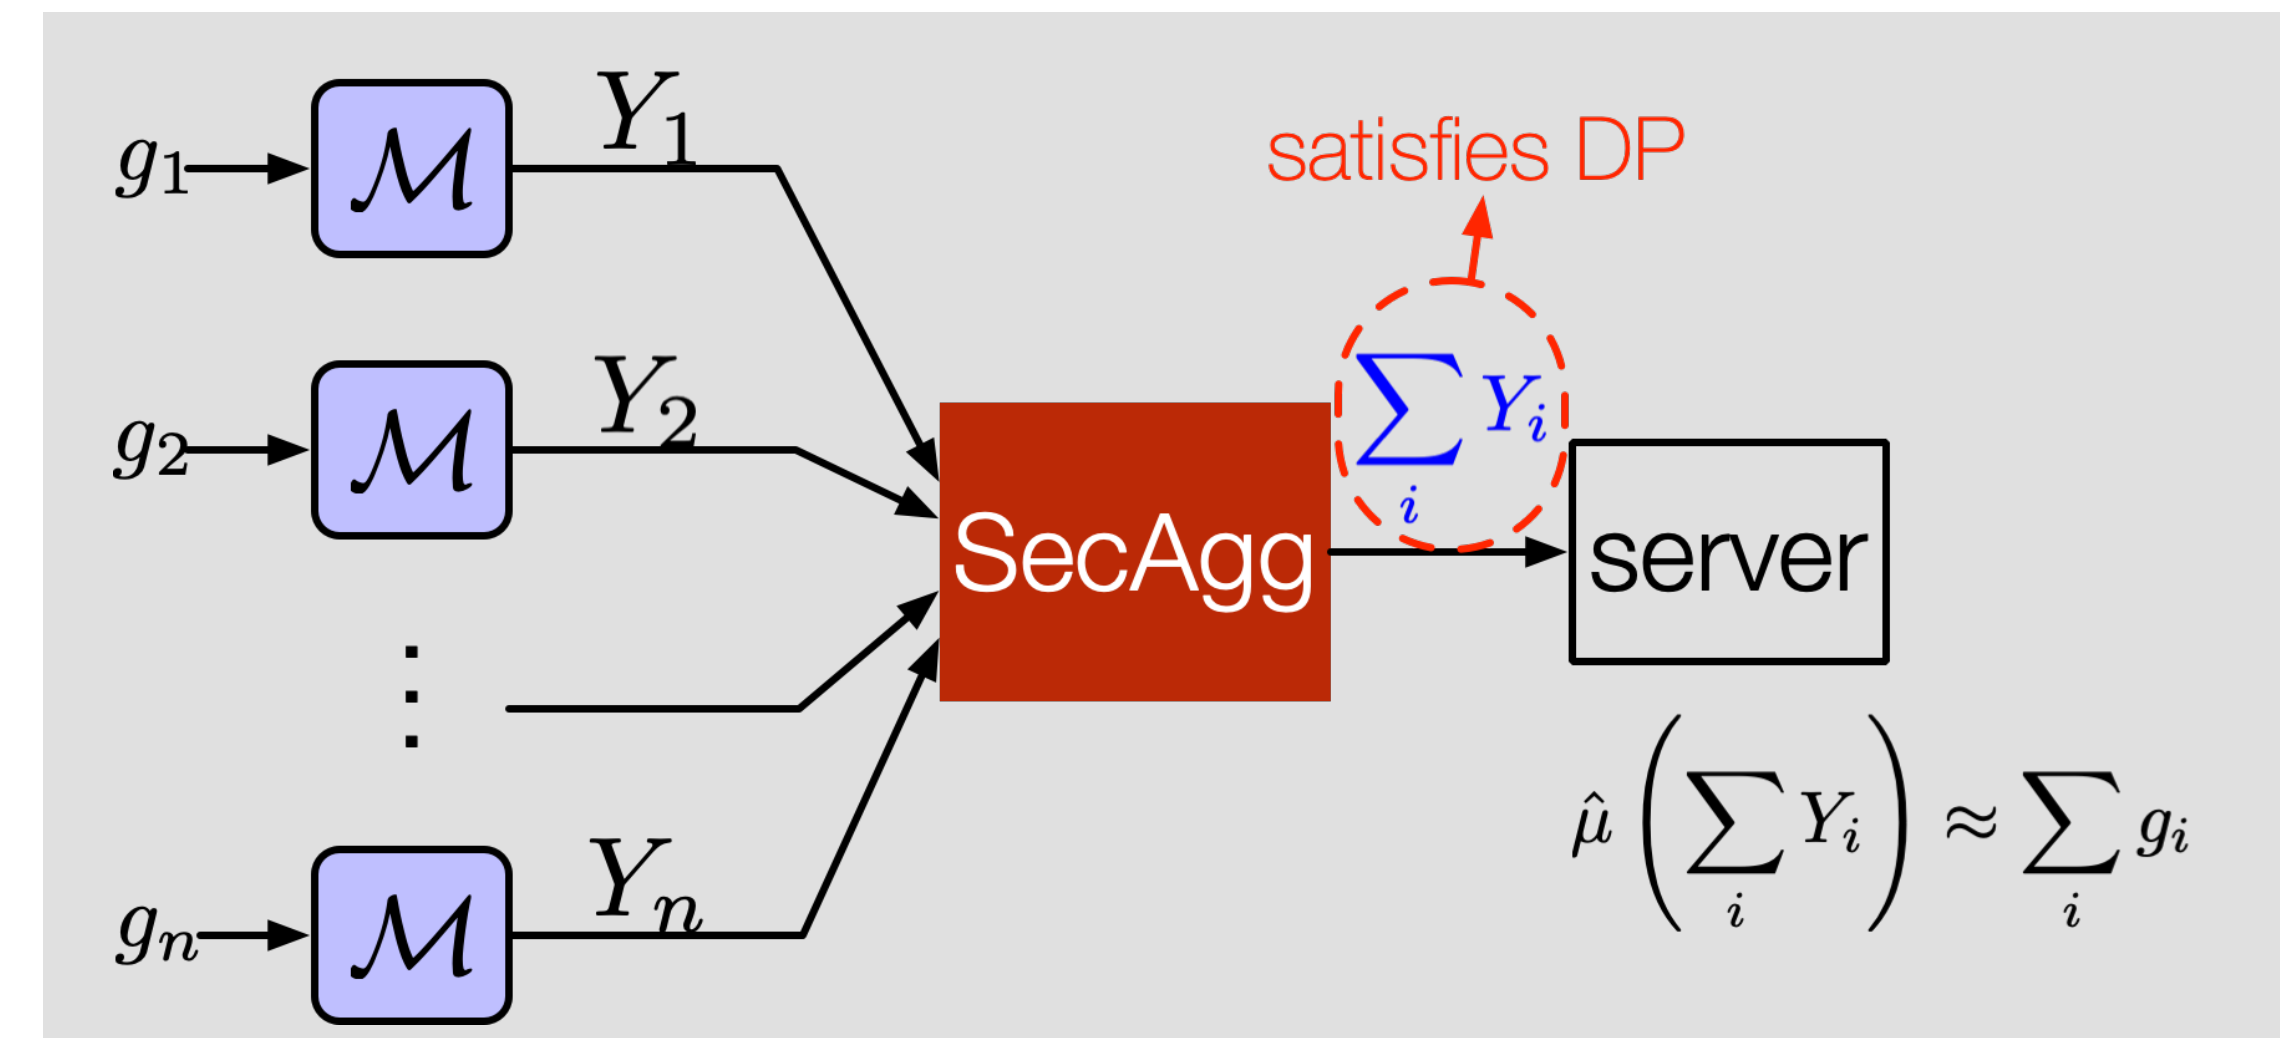 g₁
ℳ
Y₁
satisfies DP
g₂
ℳ
Y₂
∑ᵢ Yᵢ
SecAgg
server
⋮
gₙ
ℳ
Yₙ
μ̂ (∑ᵢ Yᵢ) ≈ ∑ᵢ gᵢ